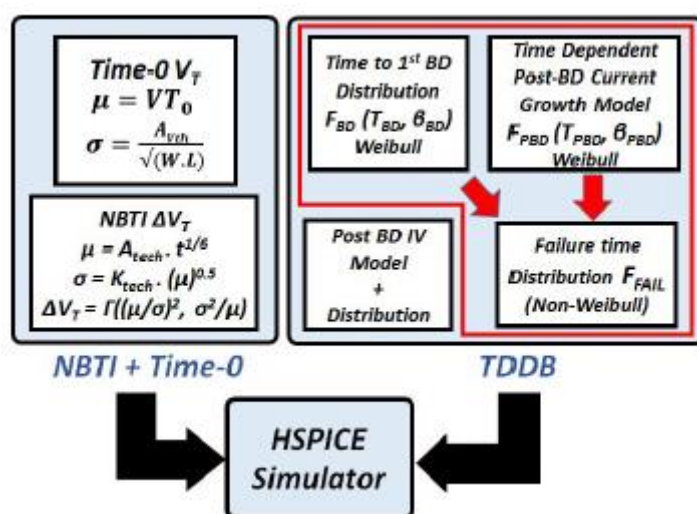 Time-0 V_T
μ = VT_0
σ = A_Vth / √(W.L)
NBTI ΔV_T
μ = A_tech . t^1/6
σ = K_tech . (μ)^0.5
ΔV_T = Γ((μ/σ)^2, σ^2/μ)
NBTI + Time-0
Time to 1st BD
Distribution
F_BD (T_BD, β_BD)
Weibull
Time Dependent
Post-BD Current
Growth Model
F_PBD (T_PBD, β_PBD)
Weibull
Post BD IV
Model
+
Distribution
Failure time
Distribution F_FAIL
(Non-Weibull)
TDDB
HSPICE
Simulator